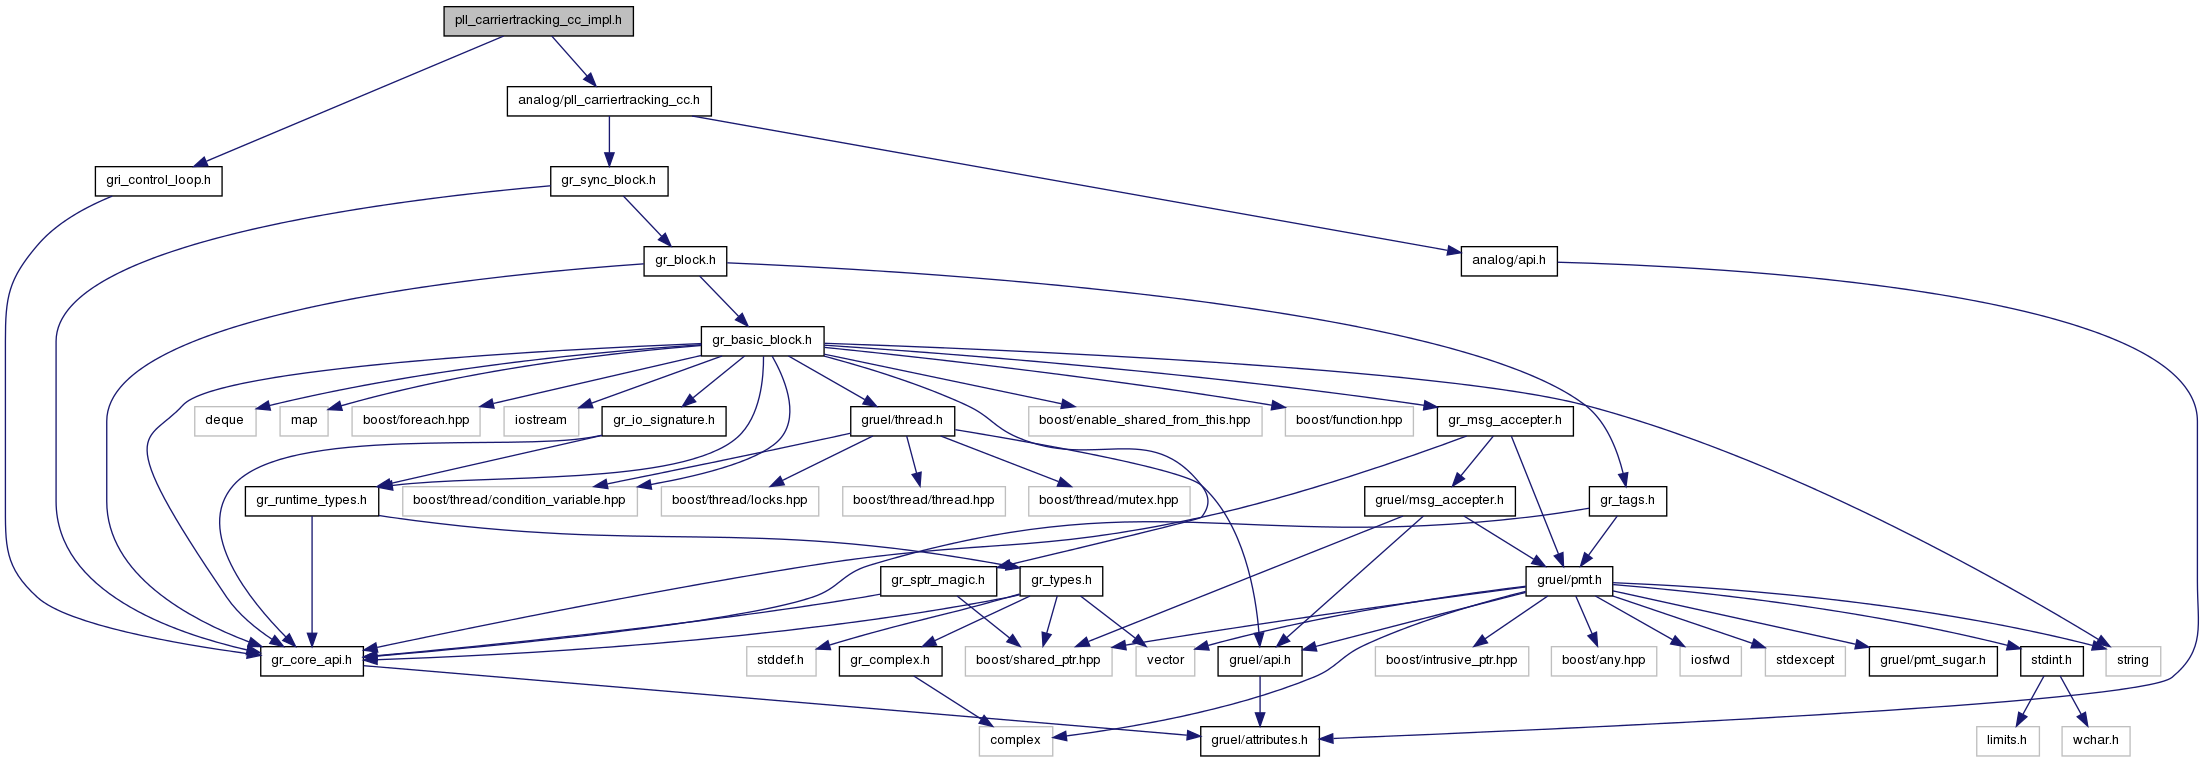 pll_carriertracking_cc_impl.h
analog/pll_carriertracking_cc.h
gri_control_loop.h
gr_sync_block.h
gr_block.h
analog/api.h
gr_basic_block.h
deque
map
boost/foreach.hpp
iostream
gr_io_signature.h
gruel/thread.h
boost/enable_shared_from_this.hpp
boost/function.hpp
gr_msg_accepter.h
gr_runtime_types.h
boost/thread/condition_variable.hpp
boost/thread/locks.hpp
boost/thread/thread.hpp
boost/thread/mutex.hpp
gruel/msg_accepter.h
gr_tags.h
gr_sptr_magic.h
gr_types.h
gruel/pmt.h
gr_core_api.h
stddef.h
gr_complex.h
boost/shared_ptr.hpp
vector
gruel/api.h
boost/intrusive_ptr.hpp
boost/any.hpp
iosfwd
stdexcept
gruel/pmt_sugar.h
stdint.h
string
complex
gruel/attributes.h
limits.h
wchar.h